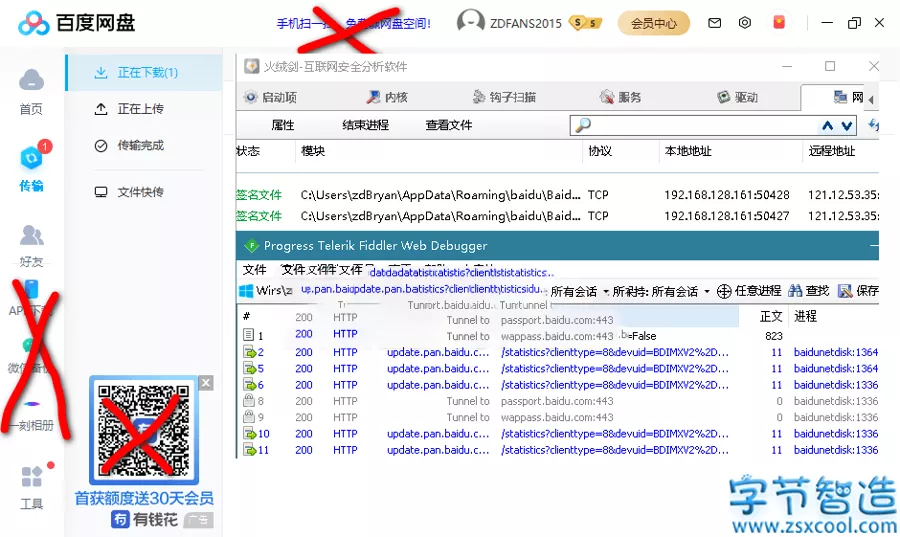 百度网盘
手机扫一扫，免费领网盘空间!
ZDFANS2015
S 5
会员中心
首页
传输
1
好友
APP下载
微信备份
一刻相册
工具
正在下载(1)
正在上传
传输完成
文件快传
首获额度送30天会员
有 有钱花 广告
火绒剑-互联网安全分析软件
启动项 内核 钩子扫描 服务 驱动 网
属性 结束进程 查看文件
状态 模块 协议 本地地址 远程地址
签名文件 C:\Users\zdBryan\AppData\Roaming\baidu\Baid... TCP 192.168.128.161:50428 121.12.53.35:
签名文件 C:\Users\zdBryan\AppData\Roaming\baidu\Baid... TCP 192.168.128.161:50427 121.12.53.35:
Progress Telerik Fiddler Web Debugger
文件
所有会话 任意进程 查找 保存
# 200 HTTP Tunnel to passport.baidu.com:443 正文 进程
1 200 HTTP Tunnel to wappass.baidu.com:443 =False 823
2 200 HTTP update.pan.baidu.c... /statistics?clienttype=8&devuid=BDIMXV2%2D... 11 baidunetdisk:1364
5 200 HTTP update.pan.baidu.c... /statistics?clienttype=8&devuid=BDIMXV2%2D... 11 baidunetdisk:1364
6 200 HTTP update.pan.baidu.c... /statistics?clienttype=8&devuid=BDIMXV2%2D... 11 baidunetdisk:1336
8 200 HTTP Tunnel to passport.baidu.com:443 0 baidunetdisk:1336
9 200 HTTP Tunnel to wappass.baidu.com:443 0 baidunetdisk:1336
10 200 HTTP update.pan.baidu.c... /statistics?clienttype=8&devuid=BDIMXV2%2D... 11 baidunetdisk:1336
11 200 HTTP update.pan.baidu.c... /statistics?clienttype=8&devuid=BDIMXV2%2D... 11 baidunetdisk:1336
字节智造
www.zsxcool.com